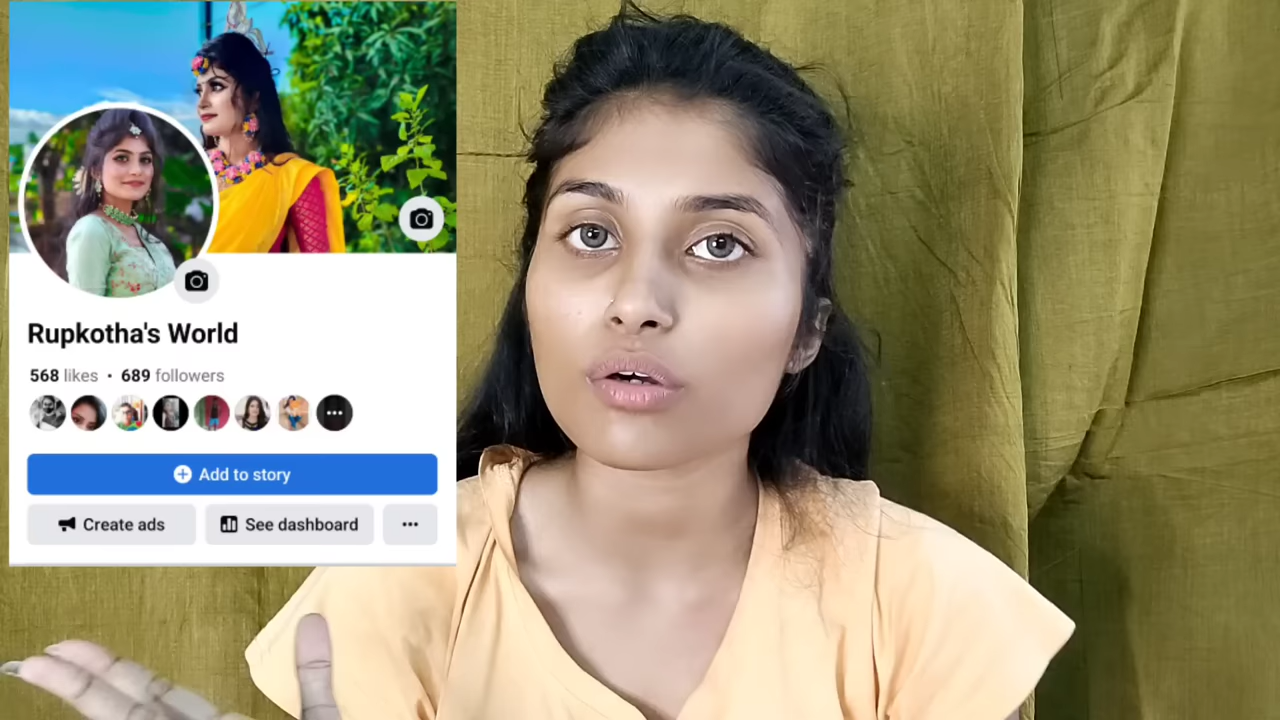 Rupkotha's World
568 likes • 689 followers
Add to story
Create ads
See dashboard